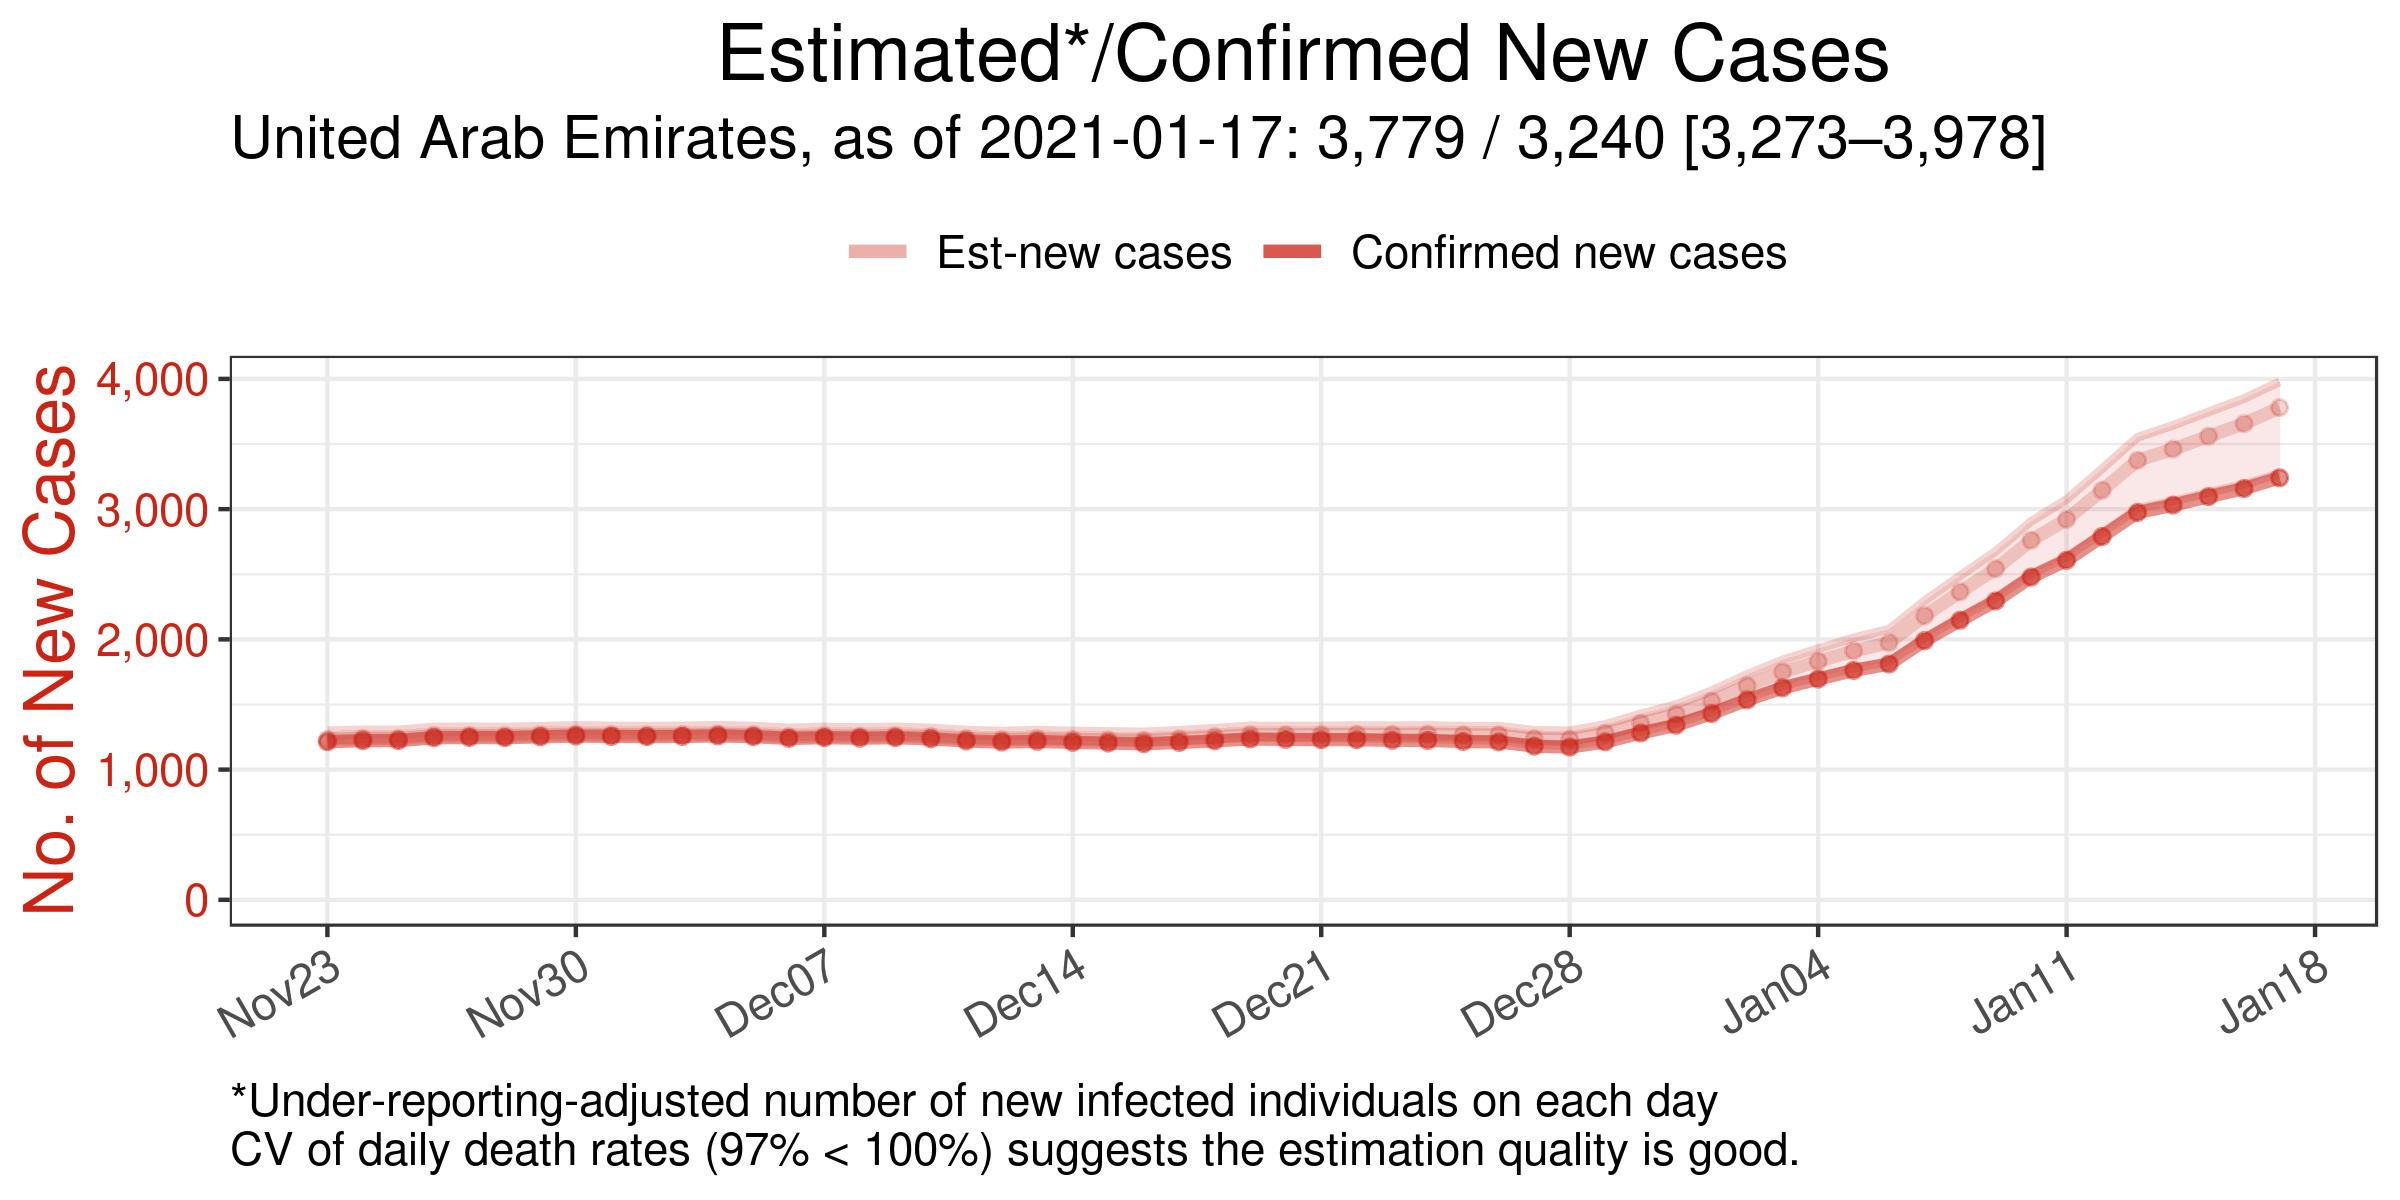 Estimated*/Confirmed New Cases
United Arab Emirates, as of 2021-01-17: 3,779 / 3,240 [3,273–3,978]
Est-new cases
Confirmed new cases
No. of New Cases
4,000
3,000
2,000
1,000
0
Nov23
Nov30
Dec07
Dec14
Dec21
Dec28
Jan04
Jan11
Jan18
*Under-reporting-adjusted number of new infected individuals on each day
CV of daily death rates (97% < 100%) suggests the estimation quality is good.